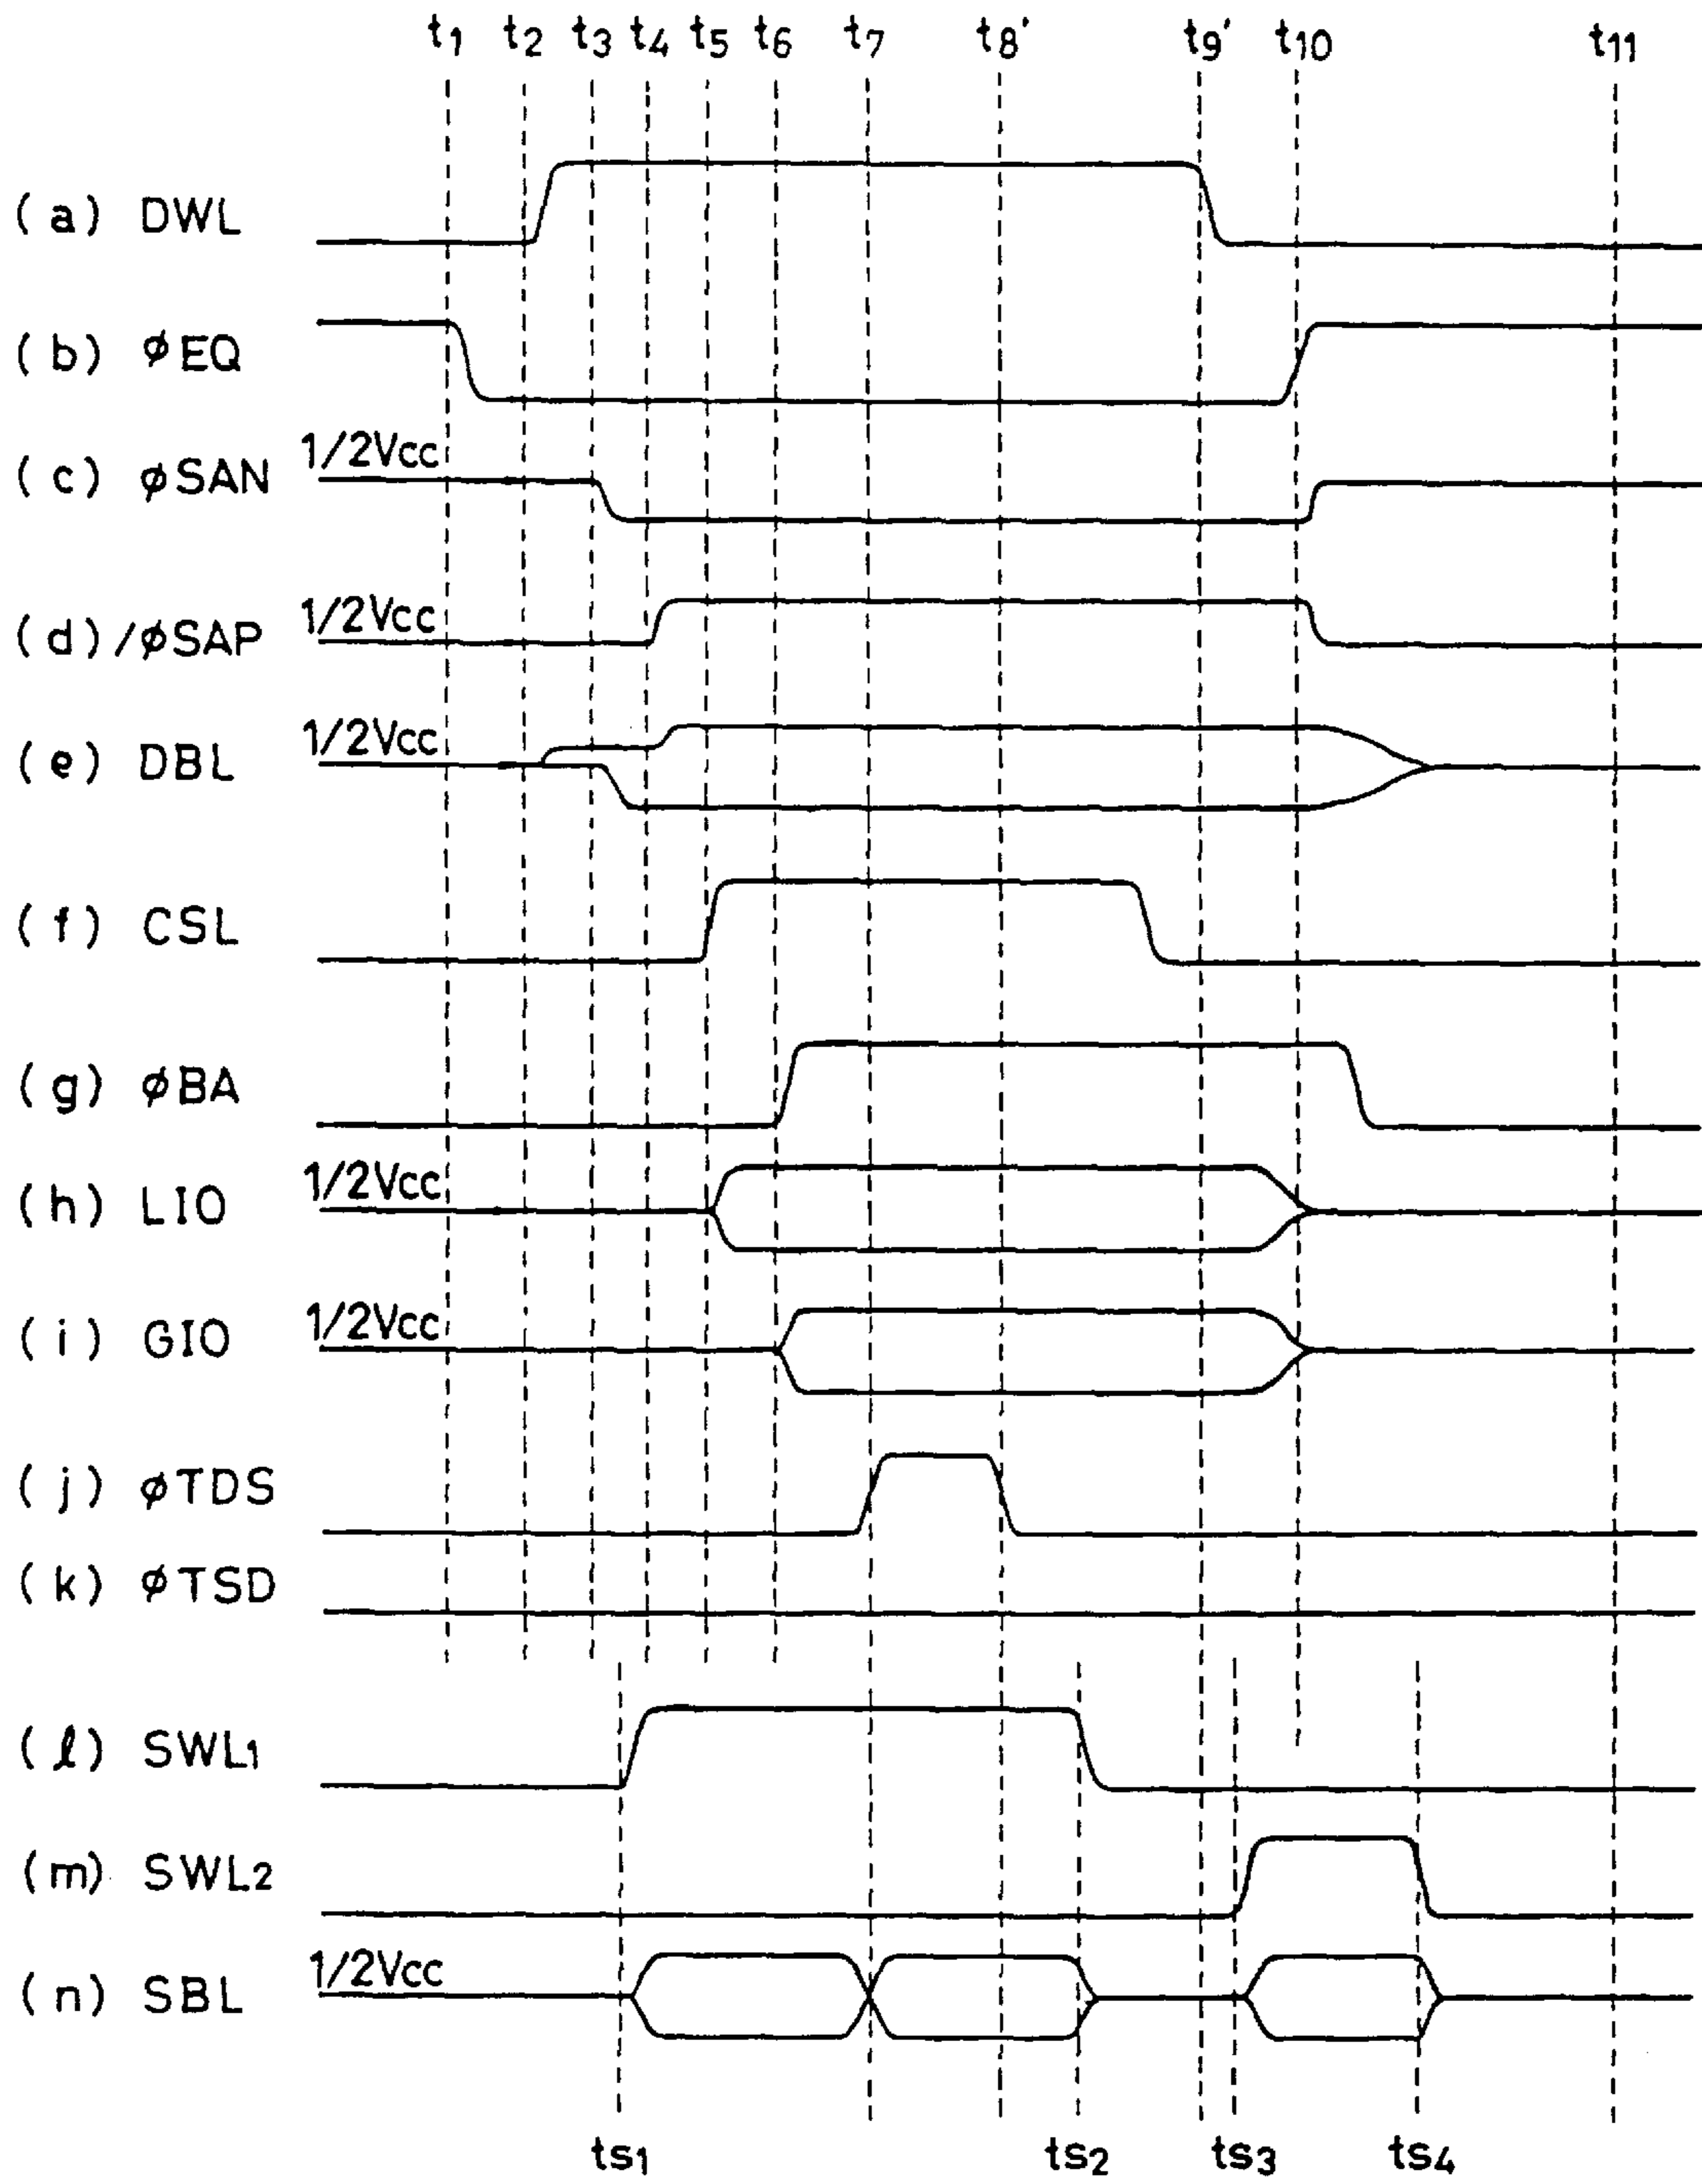 t1 t2 t3 t4 t5 t6 t7 t8' t9' t10 t11
(a) DWL
(b) φEQ
(c) φSAN 1/2Vcc
(d) /φSAP 1/2Vcc
(e) DBL 1/2Vcc
(f) CSL
(g) φBA
(h) LIO 1/2Vcc
(i) GIO 1/2Vcc
(j) φTDS
(k) φTSD
(ℓ) SWL1
(m) SWL2
(n) SBL 1/2Vcc
ts1 ts2 ts3 ts4